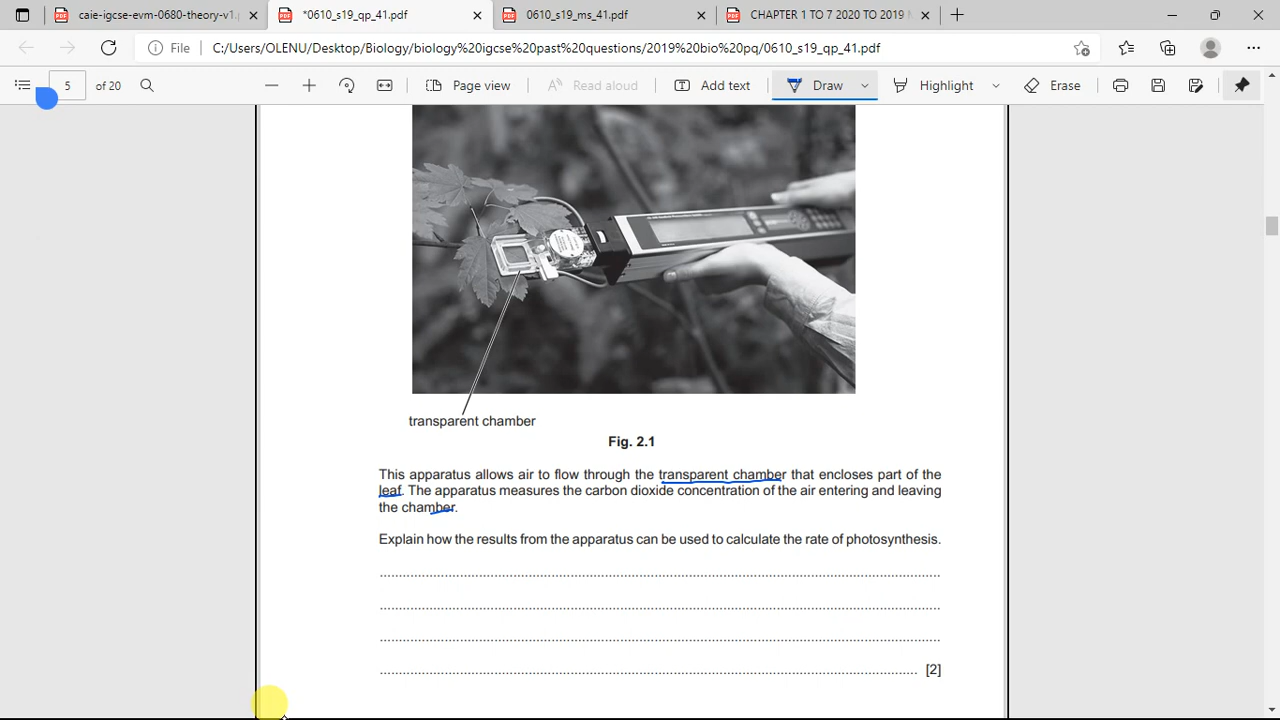 caie-igcse-evm-0680-theory-v1.p
*0610_s19_qp_41.pdf
0610_s19_ms_41.pdf
CHAPTER 1 TO 7 2020 TO 2019 M
File
C:/Users/OLENU/Desktop/Biology/biology%20igcse%20past%20questions/2019%20bio%20pq/0610_s19_qp_41.pdf
5 of 20
Page view
Read aloud
Add text
Draw
Highlight
Erase
transparent chamber
Fig. 2.1
This apparatus allows air to flow through the transparent chamber that encloses part of the
leaf. The apparatus measures the carbon dioxide concentration of the air entering and leaving
the chamber.
Explain how the results from the apparatus can be used to calculate the rate of photosynthesis.
[2]